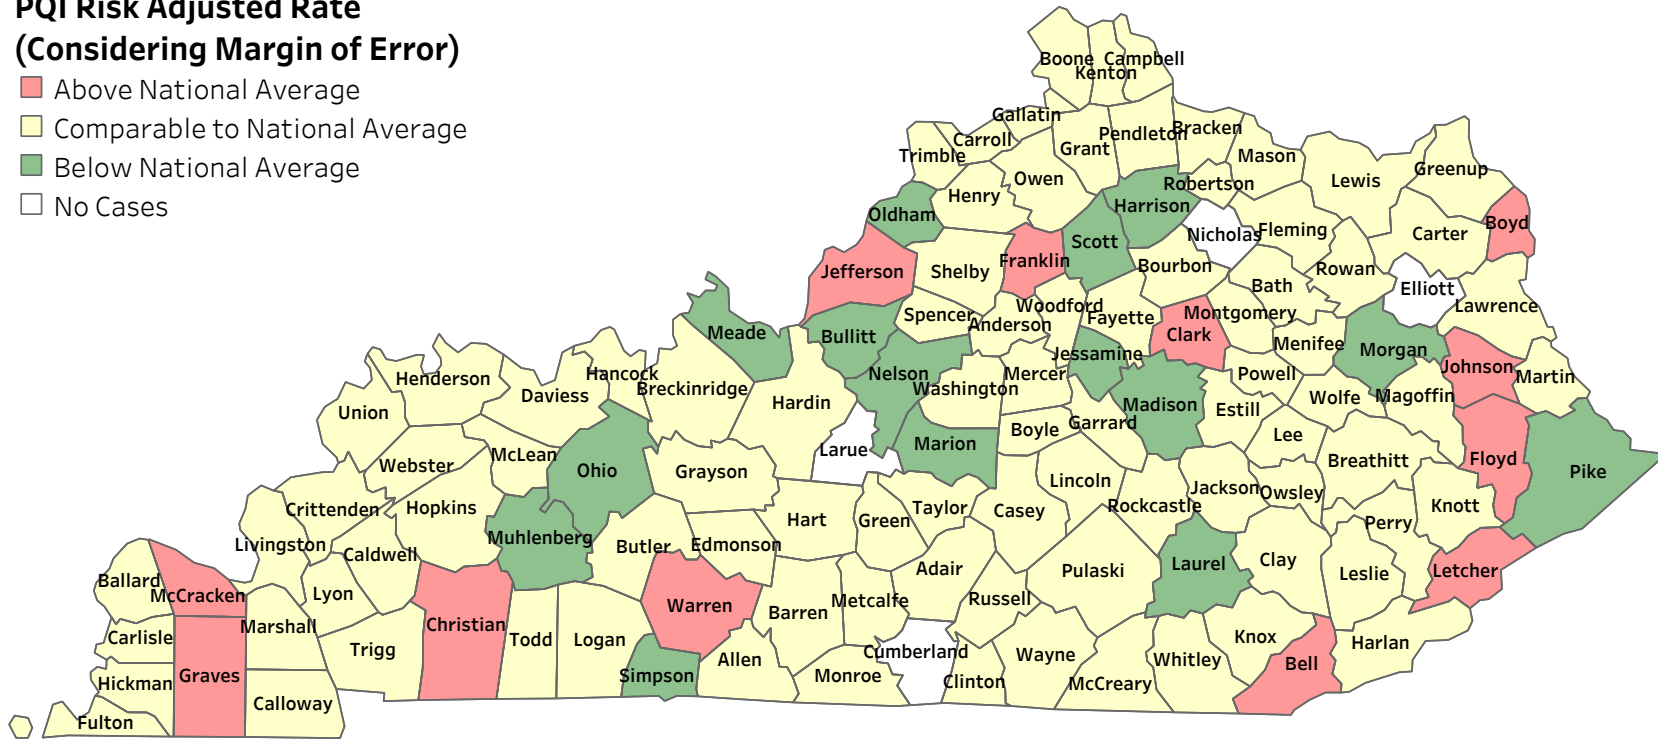 PQI Risk Adjusted Rate
(Considering Margin of Error)
Above National Average
Comparable to National Average
Below National Average
No Cases
Boone
Kenton
Campbell
Gallatin
Carroll
Trimble
Grant
Pendleton
Bracken
Mason
Robertson
Lewis
Greenup
Owen
Henry
Oldham
Harrison
Scott
Nicholas
Fleming
Carter
Boyd
Jefferson
Shelby
Franklin
Bourbon
Rowan
Bath
Elliott
Lawrence
Spencer
Anderson
Woodford
Fayette
Clark
Montgomery
Menifee
Morgan
Johnson
Martin
Meade
Bullitt
Nelson
Washington
Mercer
Jessamine
Madison
Powell
Wolfe
Magoffin
Henderson
Hancock
Breckinridge
Daviess
Union
Hardin
Larue
Marion
Boyle
Garrard
Estill
Lee
Breathitt
Floyd
Pike
Webster
McLean
Ohio
Grayson
Lincoln
Rockcastle
Jackson
Owsley
Perry
Knott
Crittenden
Hopkins
Hart
Green
Taylor
Casey
Livingston
Caldwell
Muhlenberg
Butler
Edmonson
Adair
Pulaski
Laurel
Clay
Leslie
Letcher
Ballard
McCracken
Lyon
Warren
Barren
Metcalfe
Russell
Carlisle
Marshall
Trigg
Christian
Todd
Logan
Simpson
Allen
Monroe
Cumberland
Clinton
Wayne
McCreary
Whitley
Knox
Bell
Harlan
Hickman
Graves
Calloway
Fulton